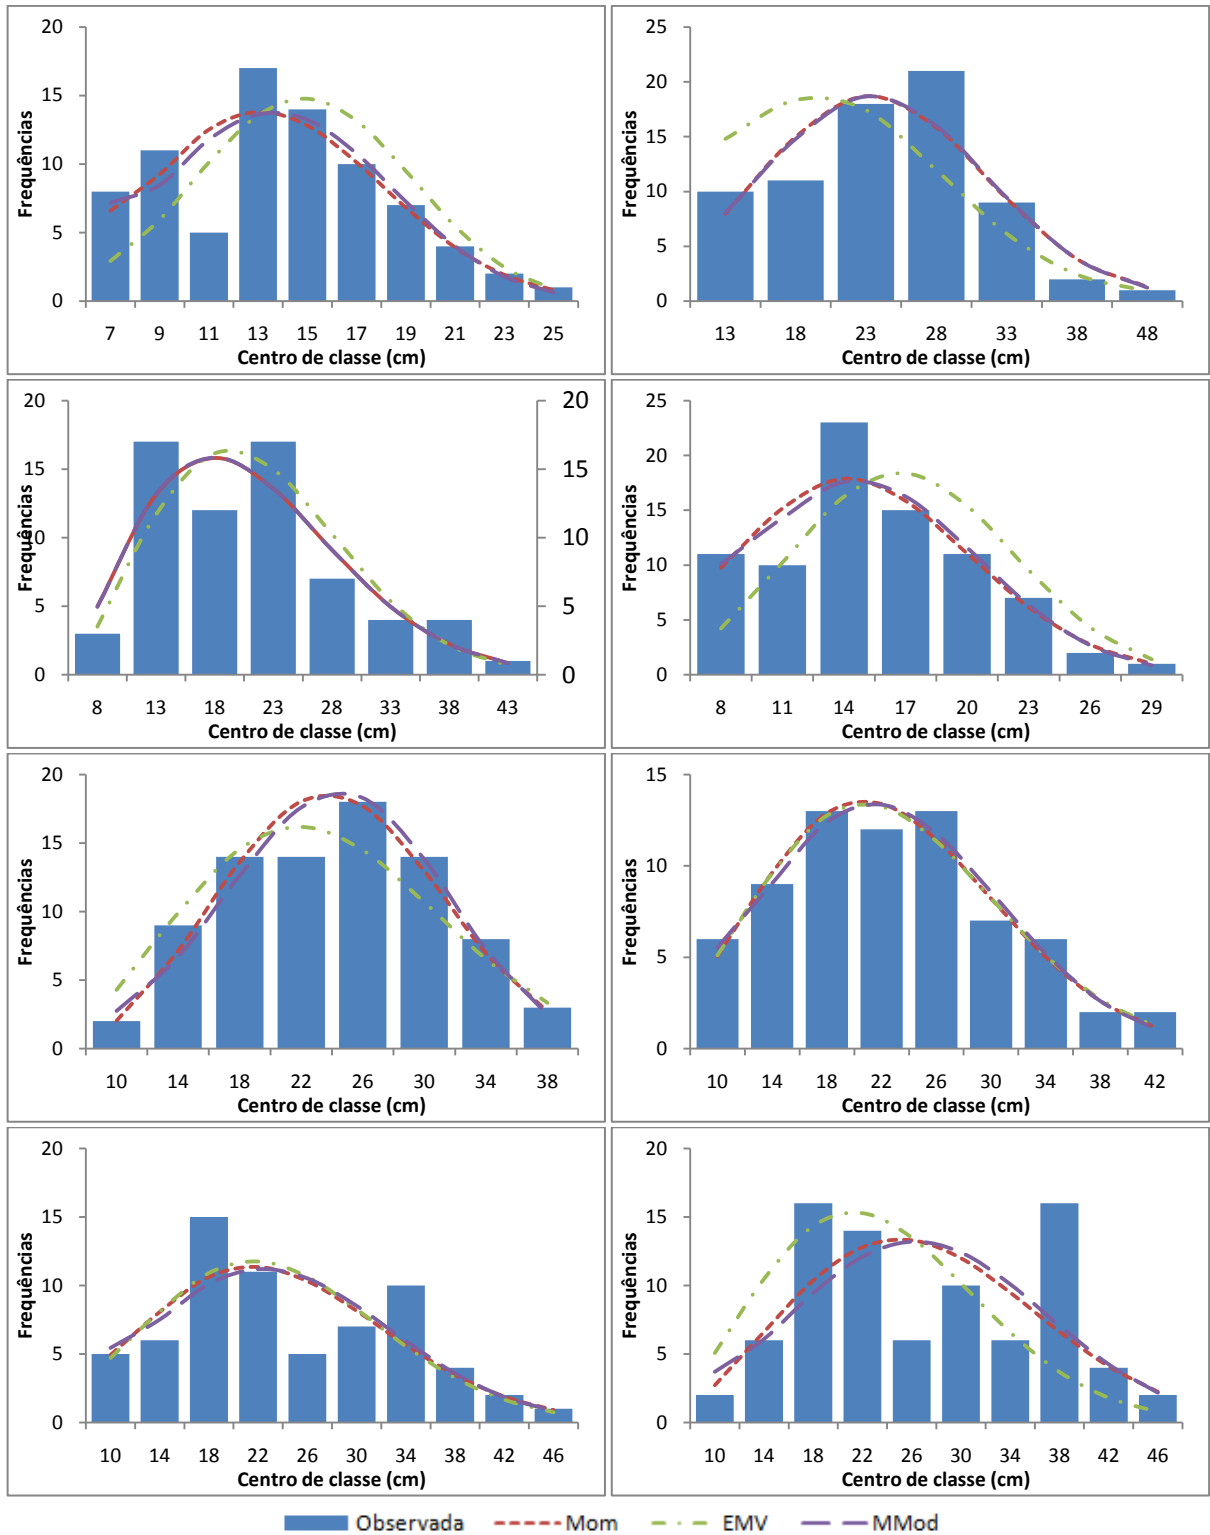 20
15
10
5
0
Frequências
7 9 11 13 15 17 19 21 23 25
Centro de classe (cm)
25
20
15
10
5
0
Frequências
13 18 23 28 33 38 48
Centro de classe (cm)
20
15
10
5
0
Frequências
20
15
10
5
0
8 13 18 23 28 33 38 43
Centro de classe (cm)
25
20
15
10
5
0
Frequências
8 11 14 17 20 23 26 29
Centro de classe (cm)
20
15
10
5
0
Frequências
10 14 18 22 26 30 34 38
Centro de classe (cm)
15
10
5
0
Frequências
10 14 18 22 26 30 34 38 42
Centro de classe (cm)
20
15
10
5
0
Frequências
10 14 18 22 26 30 34 38 42 46
Centro de classe (cm)
20
15
10
5
0
Frequências
10 14 18 22 26 30 34 38 42 46
Centro de classe (cm)
Observada Mom EMV MMod